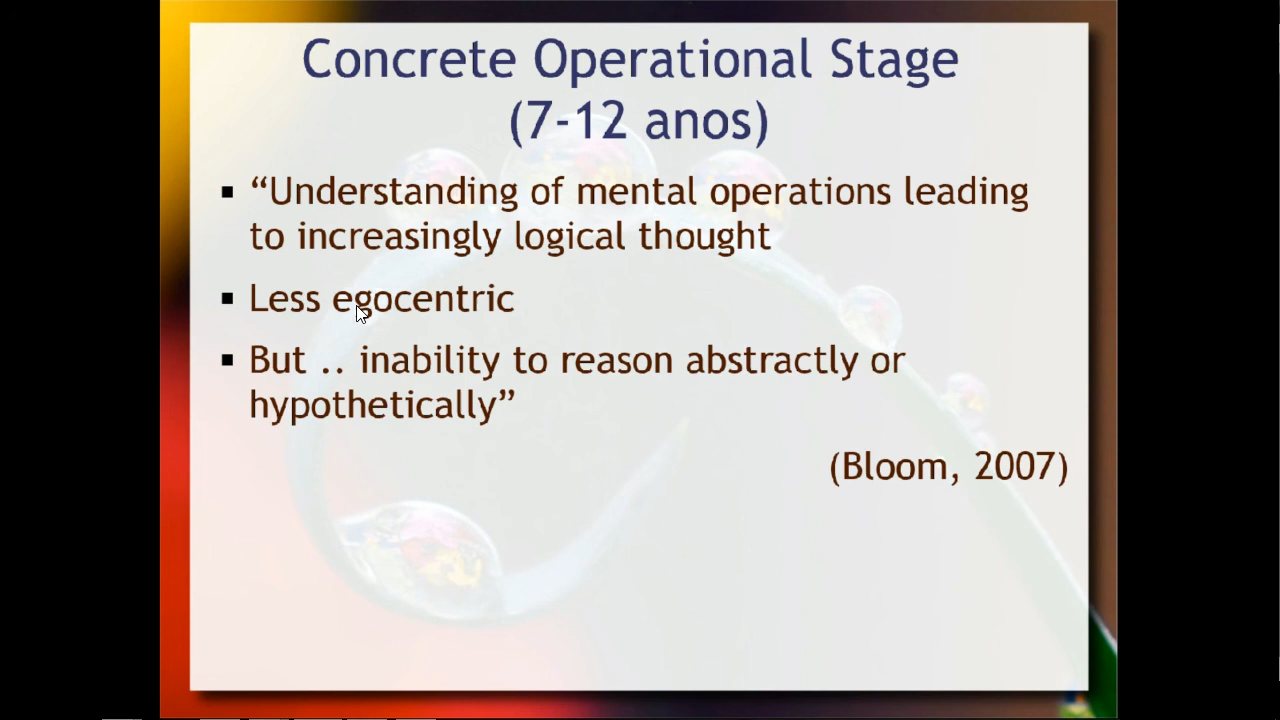 Concrete Operational Stage
(7-12 anos)
▪ “Understanding of mental operations leading
to increasingly logical thought
▪ Less egocentric
▪ But .. inability to reason abstractly or
hypothetically”
(Bloom, 2007)